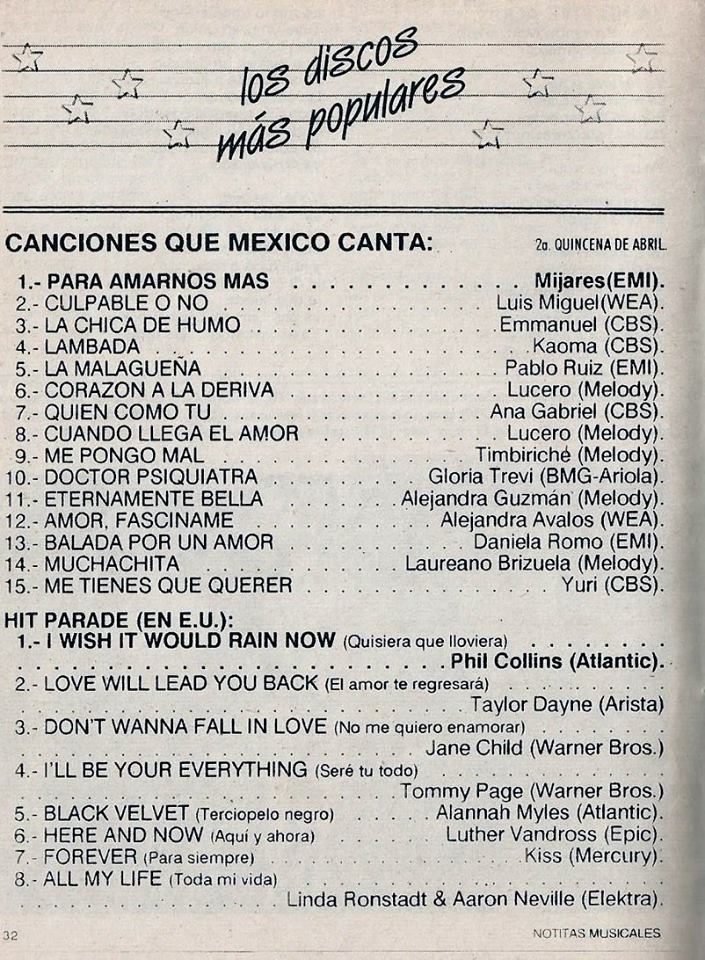 los discos
más populares
CANCIONES QUE MEXICO CANTA: 2a. QUINCENA DE ABRIL
1.- PARA AMARNOS MAS . . . . . . . . . . . . . Mijares(EMI).
2.- CULPABLE O NO . . . . . . . . . . . . . Luis Miguel(WEA).
3.- LA CHICA DE HUMO . . . . . . . . . . . . Emmanuel (CBS).
4.- LAMBADA . . . . . . . . . . . . . . . . . . Kaoma (CBS).
5.- LA MALAGUEÑA . . . . . . . . . . . . . Pablo Ruiz (EMI).
6.- CORAZON A LA DERIVA . . . . . . . . . . Lucero (Melody).
7.- QUIEN COMO TU . . . . . . . . . . . . Ana Gabriel (CBS).
8.- CUANDO LLEGA EL AMOR . . . . . . . . . Lucero (Melody).
9.- ME PONGO MAL . . . . . . . . . . . . Timbiriché (Melody).
10.- DOCTOR PSIQUIATRA . . . . . . . Gloria Trevi (BMG-Ariola).
11.- ETERNAMENTE BELLA . . . . . . Alejandra Guzmán (Melody).
12.- AMOR, FASCINAME . . . . . . . . Alejandra Avalos (WEA).
13.- BALADA POR UN AMOR . . . . . . . . Daniela Romo (EMI).
14.- MUCHACHITA . . . . . . . . . . Laureano Brizuela (Melody).
15.- ME TIENES QUE QUERER . . . . . . . . . . . . Yuri (CBS).
HIT PARADE (EN E.U.):
1.- I WISH IT WOULD RAIN NOW (Quisiera que lloviera) . . . . . . . .
. . . . . . . . . . . . . . . . . . . . . . . Phil Collins (Atlantic).
2.- LOVE WILL LEAD YOU BACK (El amor te regresará) . . . . . . . . .
. . . . . . . . . . . . . . . . . . . . . . . . Taylor Dayne (Arista)
3.- DON'T WANNA FALL IN LOVE (No me quiero enamorar) . . . . . . .
. . . . . . . . . . . . . . . . . . . . . . Jane Child (Warner Bros.)
4.- I'LL BE YOUR EVERYTHING (Seré tu todo) . . . . . . . . . . . .
. . . . . . . . . . . . . . . . . . . . . Tommy Page (Warner Bros.)
5.- BLACK VELVET (Terciopelo negro) . . . . . Alannah Myles (Atlantic).
6.- HERE AND NOW (Aquí y ahora) . . . . . . . Luther Vandross (Epic).
7.- FOREVER (Para siempre) . . . . . . . . . . . . . . Kiss (Mercury).
8.- ALL MY LIFE (Toda mi vida) . . . . . . . . . . . . . . . . . . .
. . . . . . . . . . . . . . Linda Ronstadt & Aaron Neville (Elektra).
32 NOTITAS MUSICALES